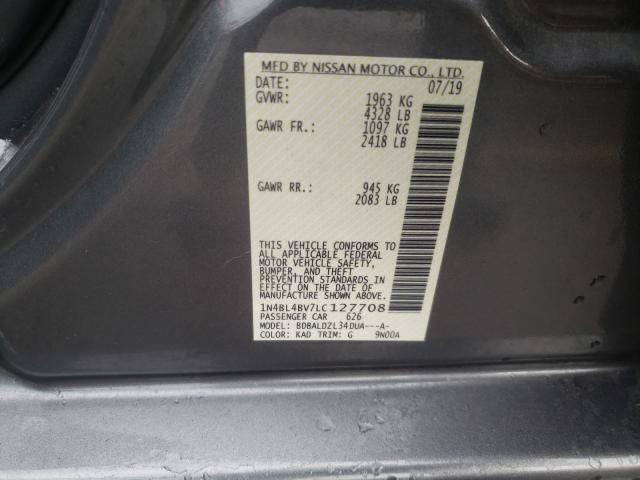 MFD BY NISSAN MOTOR CO., LTD.
DATE: 07/19
GVWR: 1963 KG
4328 LB
GAWR FR.: 1097 KG
2418 LB
GAWR RR.: 945 KG
2083 LB
THIS VEHICLE CONFORMS TO
ALL APPLICABLE FEDERAL
MOTOR VEHICLE SAFETY,
BUMPER, AND THEFT
PREVENTION STANDARDS IN
EFFECT ON THE DATE OF
MANUFACTURE SHOWN ABOVE.
1N4BL4BV7LC127708
PASSENGER CAR 626
MODEL: BDBALDZL34DUA---A-
COLOR: KAD TRIM: G 9N00A